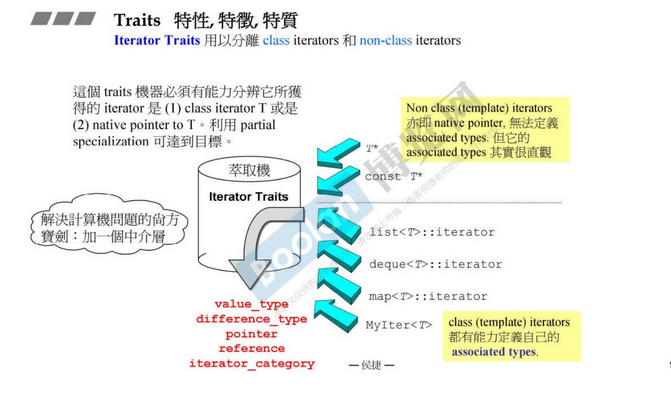 Traits 特性, 特徵, 特質
Iterator Traits 用以分離 class iterators 和 non-class iterators
這個 traits 機器必須有能力分辨它所獲
得的 iterator 是 (1) class iterator T 或是
(2) native pointer to T。利用 partial
specialization 可達到目標。
Non class (template) iterators
亦即 native pointer, 無法定義
associated types. 但它的
associated types 其實很直觀
T*
const T*
萃取機
Iterator Traits
解決計算機問題的尚方
寶劍：加一個中介層
list<T>::iterator
deque<T>::iterator
map<T>::iterator
MyIter<T>
value_type
difference_type
pointer
reference
iterator_category
class (template) iterators
都有能力定義自己的
associated types.
— 侯捷 —
Boolan 博览网